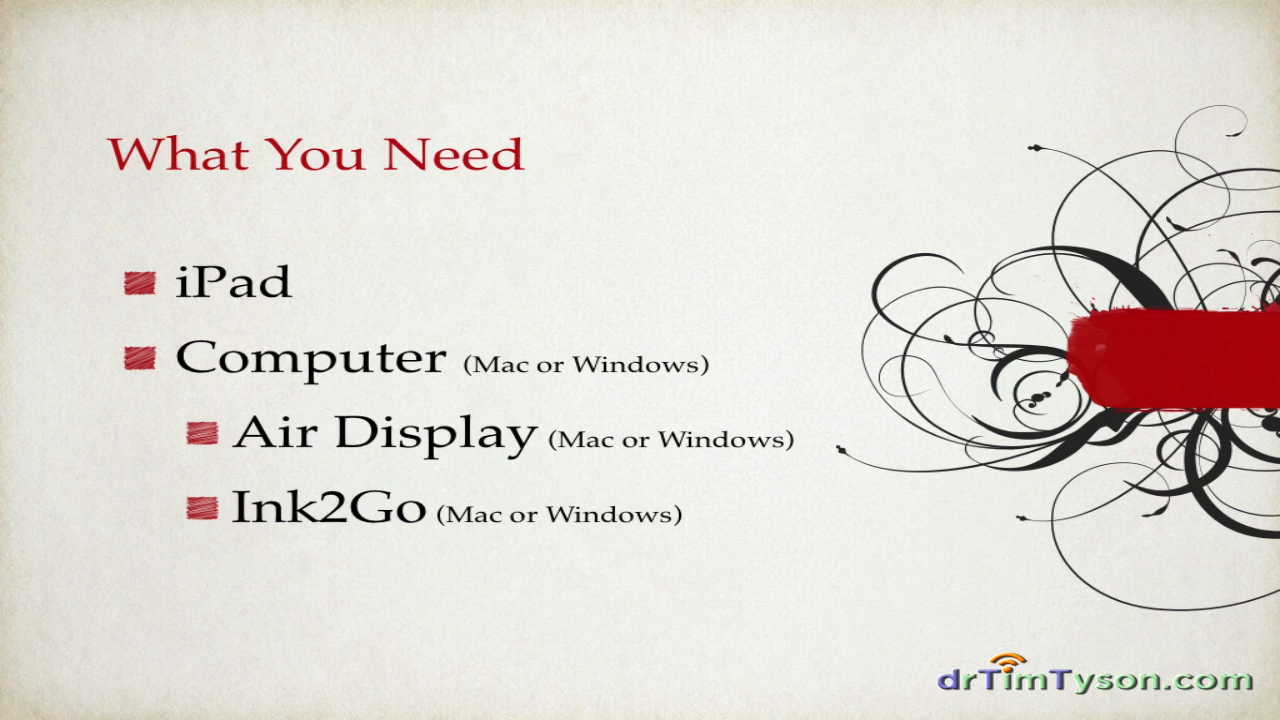 What You Need
iPad
Computer (Mac or Windows)
Air Display (Mac or Windows)
Ink2Go (Mac or Windows)
drTimTyson.com